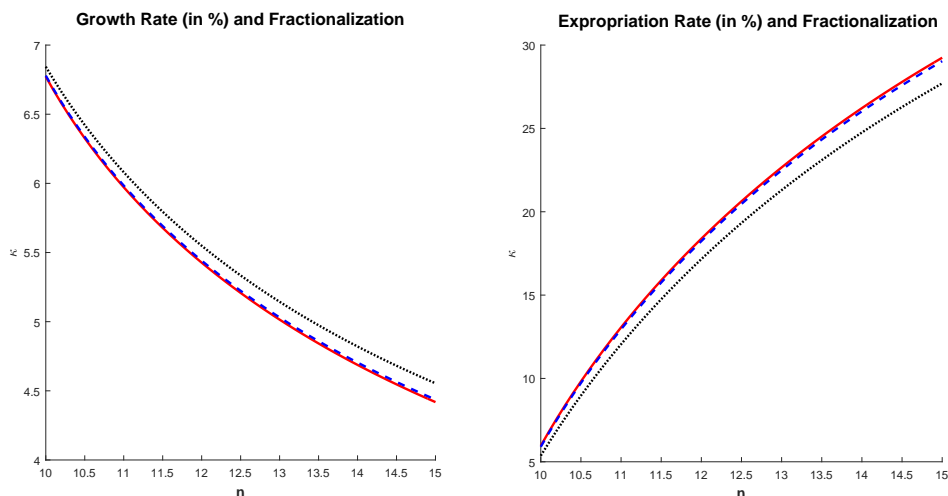 Growth Rate (in %) and Fractionalization
7
6.5
6
5.5
5
4.5
4
κ
10 10.5 11 11.5 12 12.5 13 13.5 14 14.5 15
n
Expropriation Rate (in %) and Fractionalization
30
25
20
15
10
5
κ
10 10.5 11 11.5 12 12.5 13 13.5 14 14.5 15
n